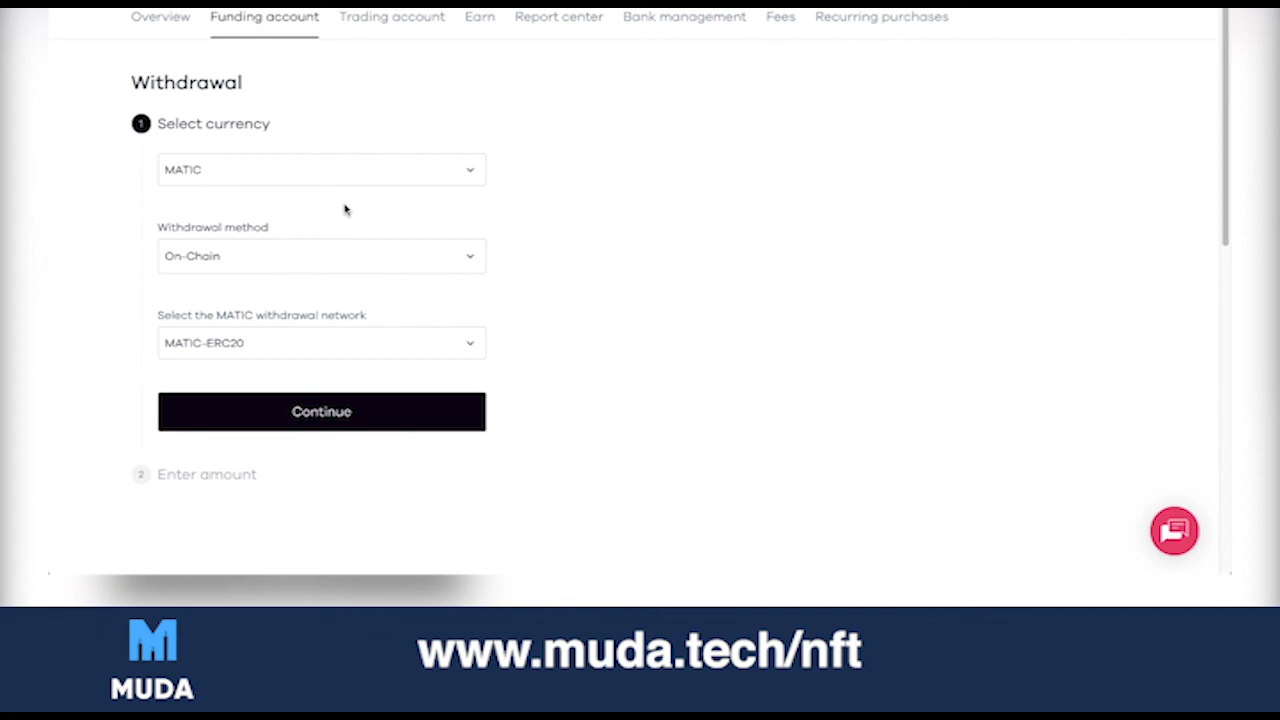 Overview Funding account Trading account Earn Report center Bank management Fees Recurring purchases
Withdrawal
1 Select currency
MATIC
Withdrawal method
On-Chain
Select the MATIC withdrawal network
MATIC-ERC20
Continue
2 Enter amount
M
MUDA
www.muda.tech/nft